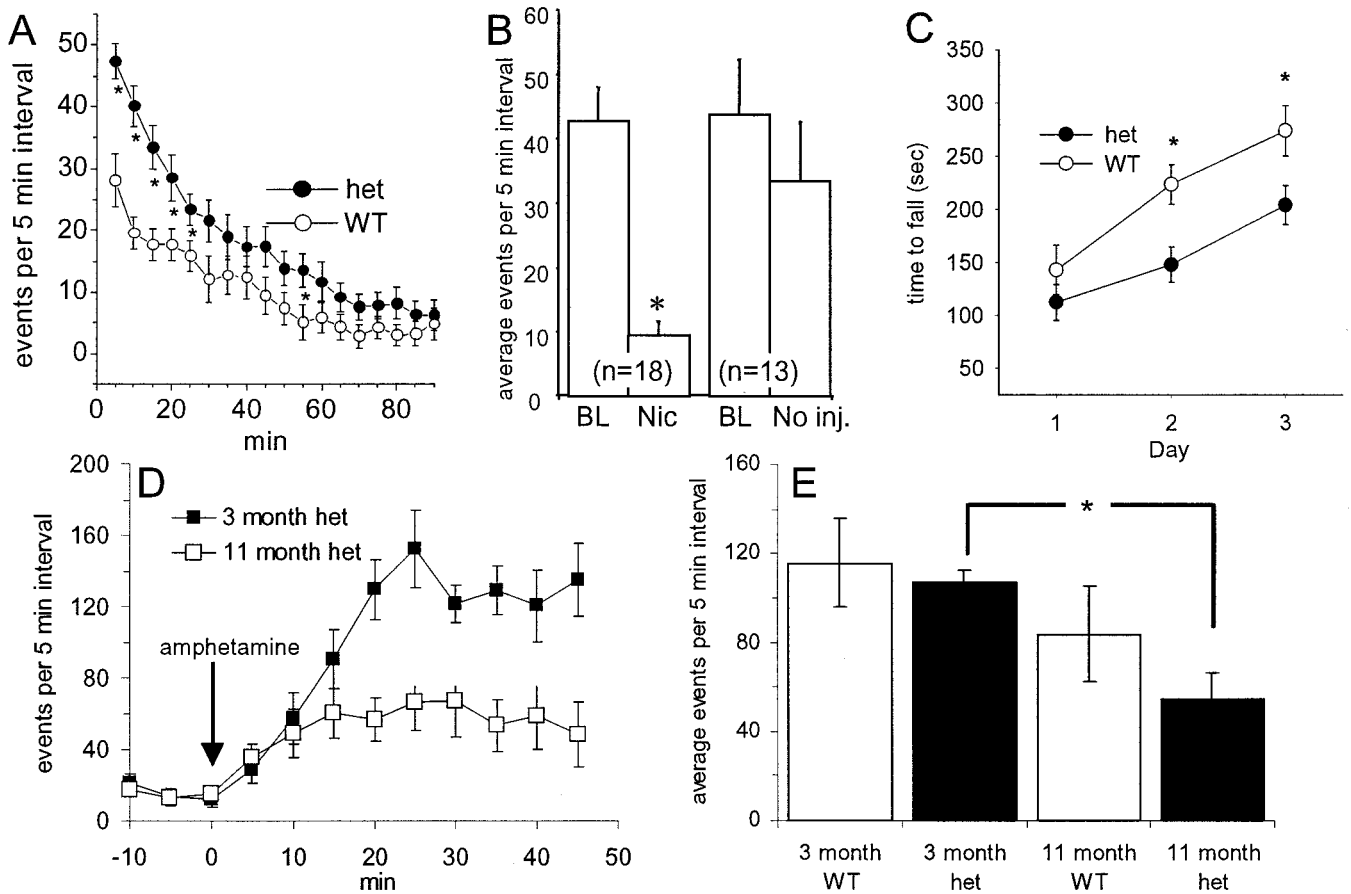 A
events per 5 min interval
50
40
30
20
10
0
*
*
*
*
*
*
het
WT
0
20
40
60
80
min
B
average events per 5 min interval
60
50
40
30
20
10
0
*
(n=18)
(n=13)
BL
Nic
BL
No inj.
C
time to fall (sec)
350
300
250
200
150
100
het
WT
*
*
1
2
3
Day
D
events per 5 min interval
200
160
120
80
40
0
3 month het
11 month het
amphetamine
-10
0
10
20
30
40
50
min
E
average events per 5 min interval
160
120
80
40
0
*
3 month
WT
3 month
het
11 month
WT
11 month
het